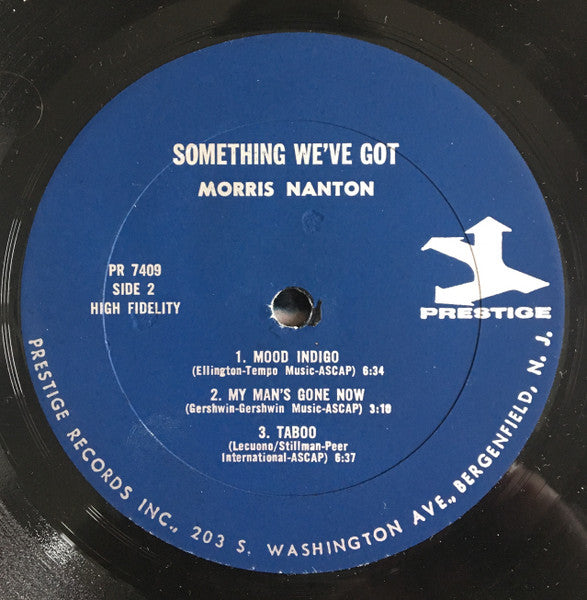 SOMETHING WE'VE GOT
MORRIS NANTON
PR 7409
SIDE 2
HIGH FIDELITY
PRESTIGE
1. MOOD INDIGO
(Ellington-Tempo Music-ASCAP) 6:34
2. MY MAN'S GONE NOW
(Gershwin-Gershwin Music-ASCAP) 3:10
3. TABOO
(Lecuono/Stillman-Peer
International-ASCAP) 6:37
PRESTIGE RECORDS INC., 203 S. WASHINGTON AVE., BERGENFIELD, N. J.